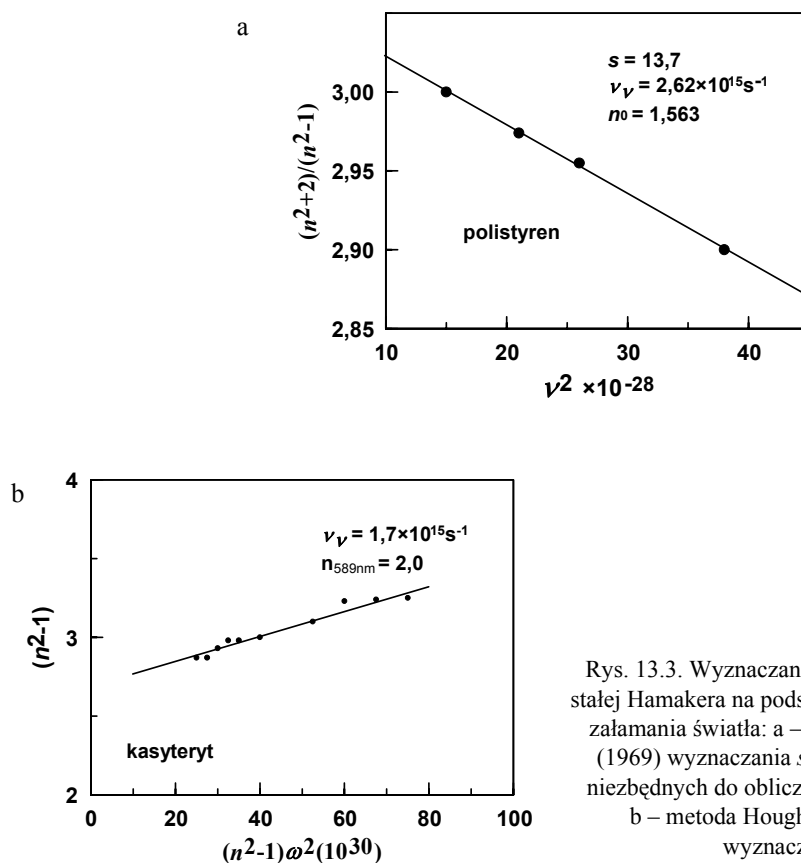 a
s = 13,7
νν = 2,62×10¹⁵s⁻¹
n0 = 1,563
(n²+2)/(n²-1)
3,00
2,95
2,90
2,85
polistyren
10 20 30 40
ν² ×10⁻²⁸
b
4
3
2
(n²-1)
νν = 1,7×10¹⁵s⁻¹
n589nm = 2,0
kasyteryt
0 20 40 60 80 100
(n²-1)ω²(10³⁰)
Rys. 13.3. Wyznaczan
stałej Hamakera na pods
załamania światła: a –
(1969) wyznaczania s
niezbędnych do oblicz
b – metoda Hough
wyznacz